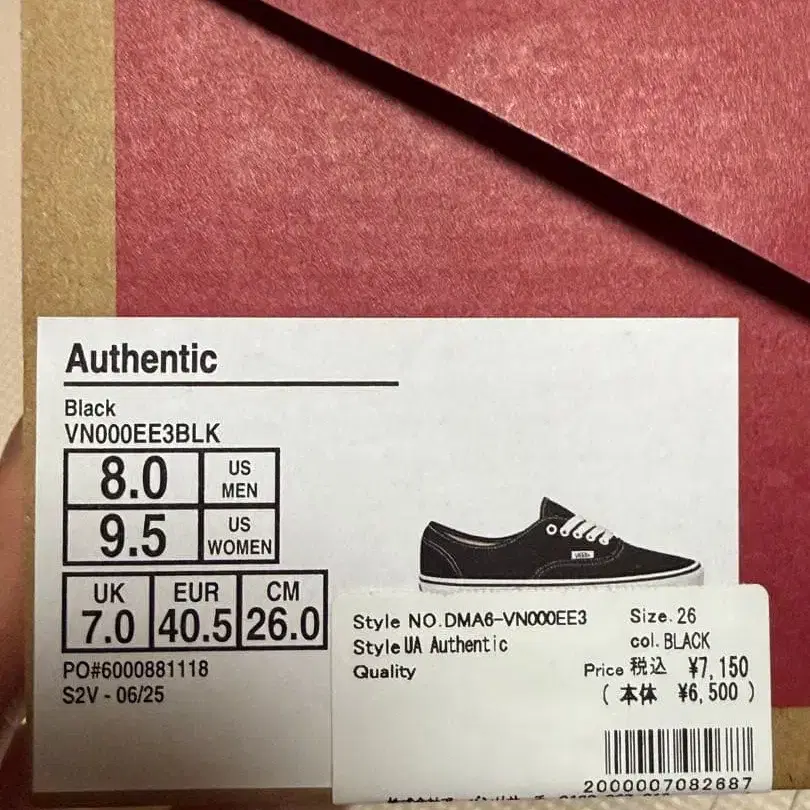 Authentic
Black
VN000EE3BLK
8.0 US MEN
9.5 US WOMEN
UK EUR CM
7.0 40.5 26.0
PO#6000881118
S2V - 06/25
VANS
Style NO.DMA6-VN000EE3 Size.26
Style UA Authentic col.BLACK
Quality Price 税込 ¥7,150
(本体 ¥6,500)
2000007082687